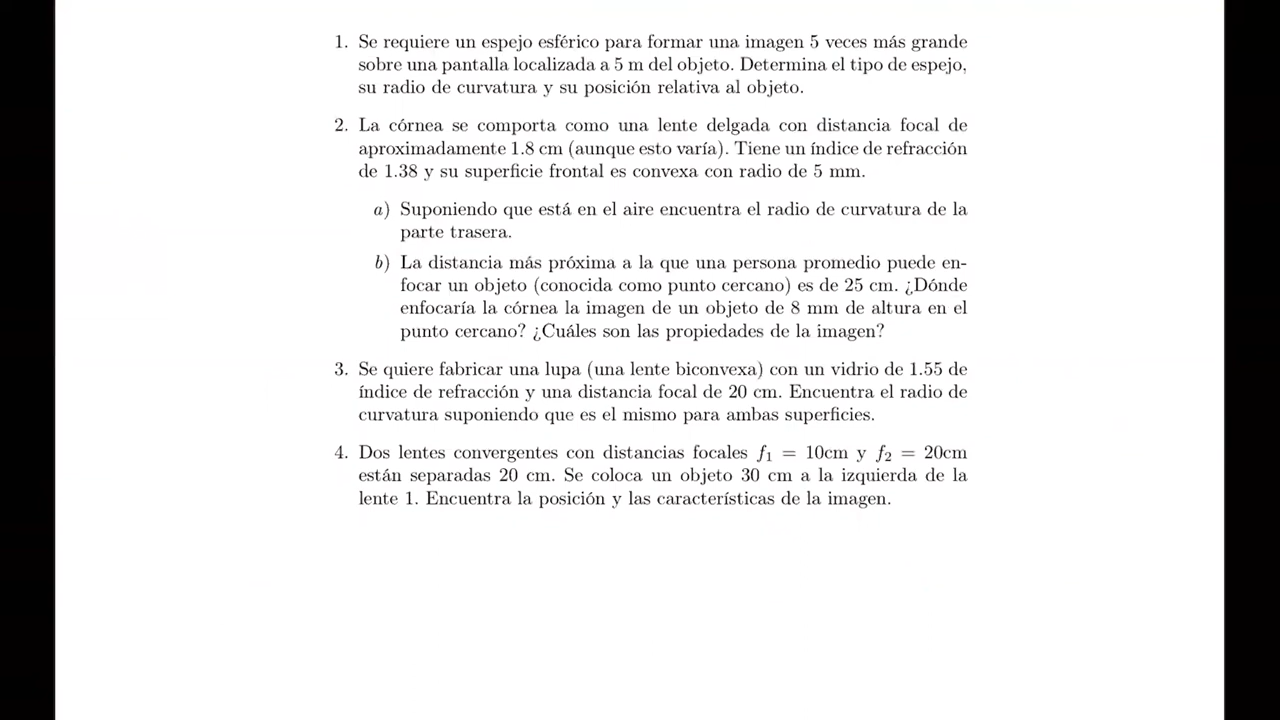 1. Se requiere un espejo esférico para formar una imagen 5 veces más grande
sobre una pantalla localizada a 5 m del objeto. Determina el tipo de espejo,
su radio de curvatura y su posición relativa al objeto.
2. La córnea se comporta como una lente delgada con distancia focal de
aproximadamente 1.8 cm (aunque esto varía). Tiene un índice de refracción
de 1.38 y su superficie frontal es convexa con radio de 5 mm.
a) Suponiendo que está en el aire encuentra el radio de curvatura de la
parte trasera.
b) La distancia más próxima a la que una persona promedio puede en-
focar un objeto (conocida como punto cercano) es de 25 cm. ¿Dónde
enfocaría la córnea la imagen de un objeto de 8 mm de altura en el
punto cercano? ¿Cuáles son las propiedades de la imagen?
3. Se quiere fabricar una lupa (una lente biconvexa) con un vidrio de 1.55 de
índice de refracción y una distancia focal de 20 cm. Encuentra el radio de
curvatura suponiendo que es el mismo para ambas superficies.
4. Dos lentes convergentes con distancias focales f₁ = 10cm y f₂ = 20cm
están separadas 20 cm. Se coloca un objeto 30 cm a la izquierda de la
lente 1. Encuentra la posición y las características de la imagen.